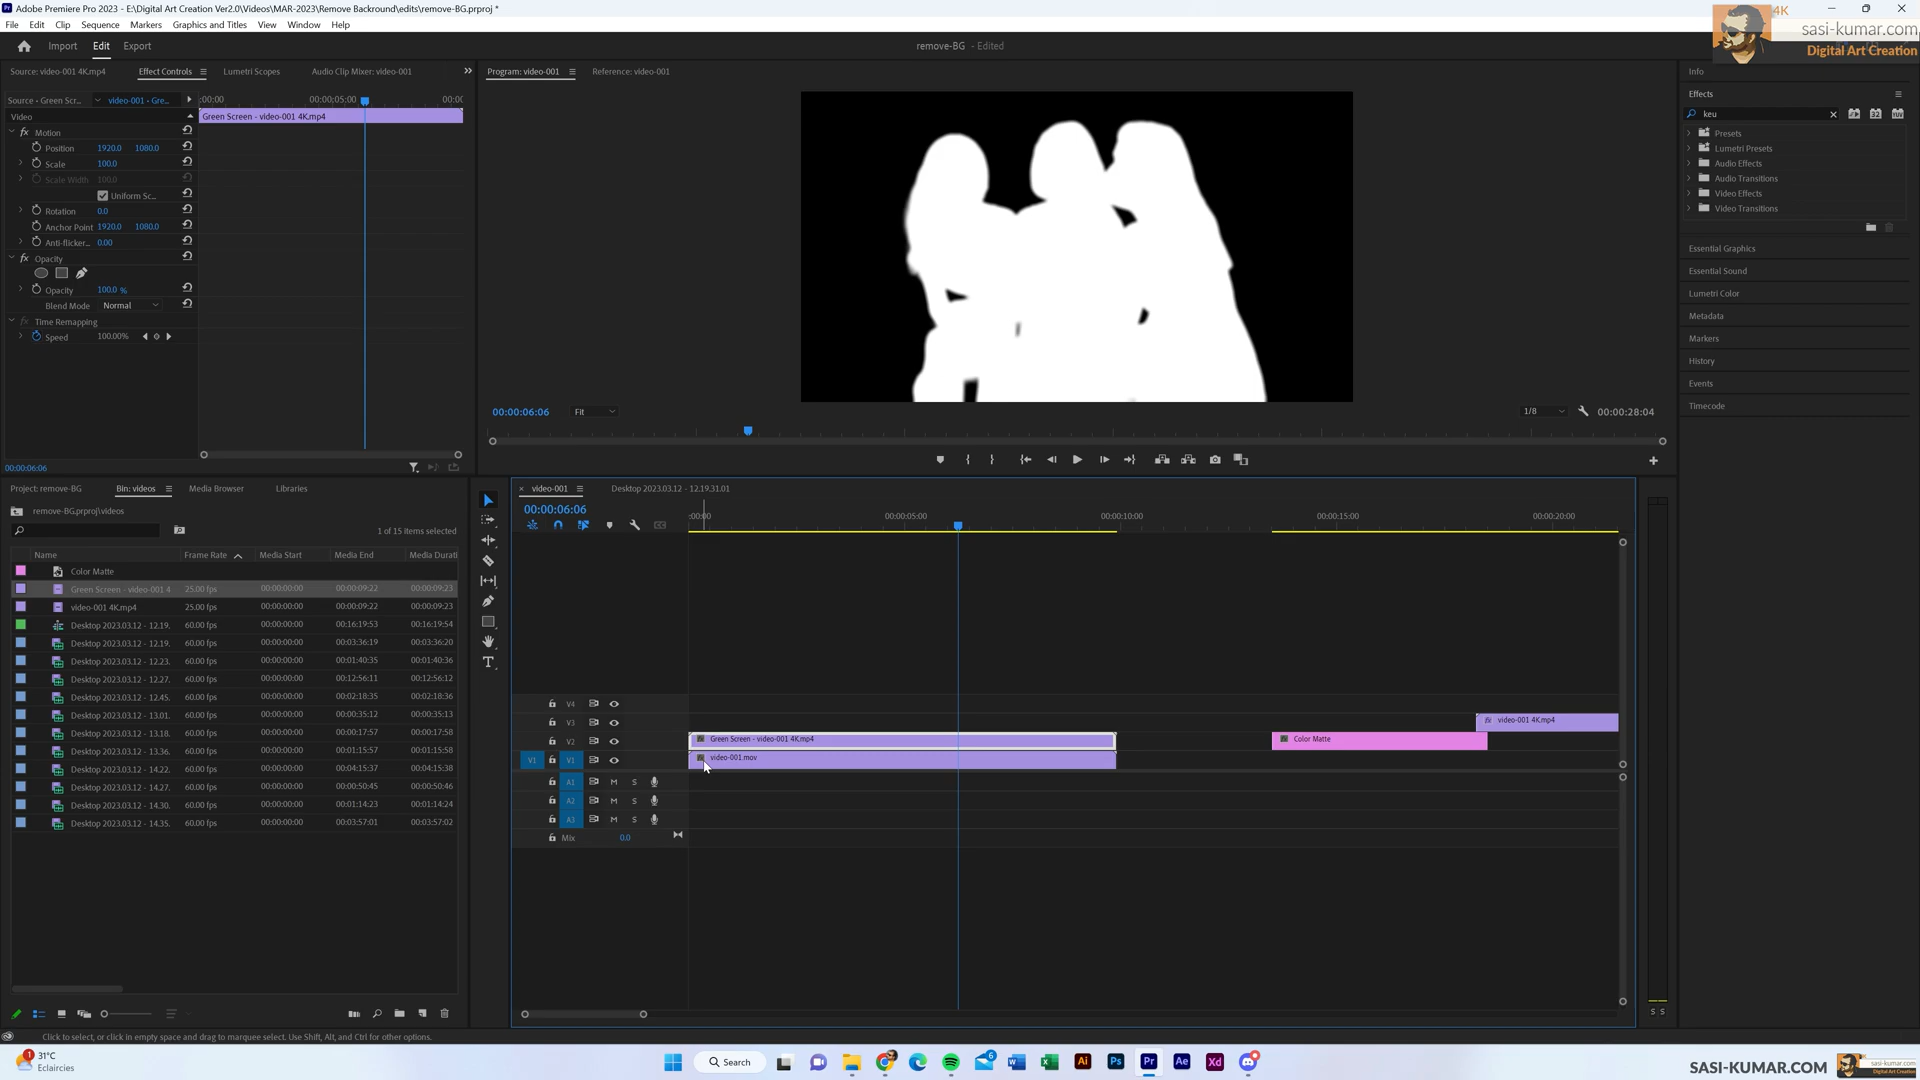 Adobe Premiere Pro 2023 - E:\Digital Art Creation Ver2.0\Videos\MAR-2023\Remove Backround\edits\remove-BG.prproj *
File Edit Clip Sequence Markers Graphics and Titles View Window Help
4K
sasi-kumar.com
Digital Art Creation
Import Edit Export
remove-BG - Edited
Source: video-001 4K.mp4 Effect Controls Lumetri Scopes Audio Clip Mixer: video-001
Program: video-001 Reference: video-001
Source - Green Scr... video-001 - Gre... :00:00 00:00:05:00 00:0(
Video Green Screen - video-001 4K.mp4
fx Motion
Position 1920.0 1080.0
Scale 100.0
Scale Width 100.0
Uniform Sc...
Rotation 0.0
Anchor Point 1920.0 1080.0
Anti-flicker... 0.00
fx Opacity
Opacity 100.0 %
Blend Mode Normal
fx Time Remapping
Speed 100.00%
00:00:06:06
00:00:06:06 Fit 1/8 00:00:28:04
Info
Effects
keu
Presets
Lumetri Presets
Audio Effects
Audio Transitions
Video Effects
Video Transitions
Essential Graphics
Essential Sound
Lumetri Color
Metadata
Markers
History
Events
Timecode
Project: remove-BG Bin: videos Media Browser Libraries
remove-BG.prproj\videos
1 of 15 items selected
Name Frame Rate Media Start Media End Media Durati
Color Matte
Green Screen - video-001 4 25.00 fps 00:00:00:00 00:00:09:22 00:00:09:23
video-001 4K.mp4 25.00 fps 00:00:00:00 00:00:09:22 00:00:09:23
Desktop 2023.03.12 - 12.19. 60.00 fps 00:00:00:00 00:16:19:53 00:16:19:54
Desktop 2023.03.12 - 12.19. 60.00 fps 00:00:00:00 00:03:36:19 00:03:36:20
Desktop 2023.03.12 - 12.23. 60.00 fps 00:00:00:00 00:01:40:35 00:01:40:36
Desktop 2023.03.12 - 12.27. 60.00 fps 00:00:00:00 00:12:56:11 00:12:56:12
Desktop 2023.03.12 - 12.45. 60.00 fps 00:00:00:00 00:02:18:35 00:02:18:36
Desktop 2023.03.12 - 13.01. 60.00 fps 00:00:00:00 00:00:35:12 00:00:35:13
Desktop 2023.03.12 - 13.18. 60.00 fps 00:00:00:00 00:00:17:57 00:00:17:58
Desktop 2023.03.12 - 13.36. 60.00 fps 00:00:00:00 00:01:15:57 00:01:15:58
Desktop 2023.03.12 - 14.22. 60.00 fps 00:00:00:00 00:04:15:37 00:04:15:38
Desktop 2023.03.12 - 14.27. 60.00 fps 00:00:00:00 00:00:50:45 00:00:50:46
Desktop 2023.03.12 - 14.30. 60.00 fps 00:00:00:00 00:01:14:23 00:01:14:24
Desktop 2023.03.12 - 14.35. 60.00 fps 00:00:00:00 00:03:57:01 00:03:57:02
video-001 Desktop 2023.03.12 - 12.19.31.01
00:00:06:06
:00:00 00:00:05:00 00:00:10:00 00:00:15:00 00:00:20:00
V4
V3 fx video-001 4K.mp4
V2 Green Screen - video-001 4K.mp4 Color Matte
V1 V1 video-001.mov
A1 M S
A2 M S
A3 M S
Mix 0.0
S S
Click to select, or click in empty space and drag to marquee select. Use Shift, Alt, and Ctrl for other options.
1 31°C
Eclaircies
Search
6
Ai Ps Pr Ae Xd
SASI-KUMAR.COM